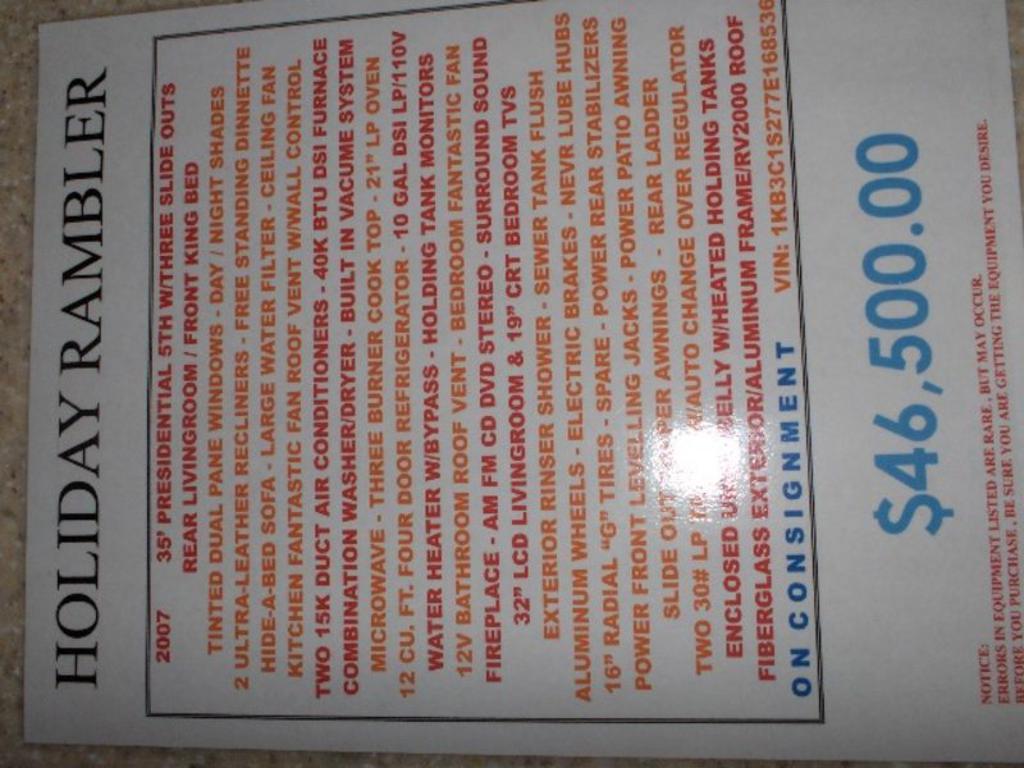 HOLIDAY RAMBLER
2007 35' PRESIDENTIAL 5TH W/THREE SLIDE OUTS
REAR LIVINGROOM / FRONT KING BED
TINTED DUAL PANE WINDOWS - DAY / NIGHT SHADES
2 ULTRA-LEATHER RECLINERS - FREE STANDING DINNETTE
HIDE-A-BED SOFA - LARGE WATER FILTER - CEILING FAN
KITCHEN FANTASTIC FAN ROOF VENT W/WALL CONTROL
TWO 15K DUCT AIR CONDITIONERS - 40K BTU DSI FURNACE
COMBINATION WASHER/DRYER - BUILT IN VACUME SYSTEM
MICROWAVE - THREE BURNER COOK TOP - 21" LP OVEN
12 CU. FT. FOUR DOOR REFRIGERATOR - 10 GAL DSI LP/110V
WATER HEATER W/BYPASS - HOLDING TANK MONITORS
12V BATHROOM ROOF VENT - BEDROOM FANTASTIC FAN
FIREPLACE - AM FM CD DVD STEREO - SURROUND SOUND
32" LCD LIVINGROOM & 19" CRT BEDROOM TVS
EXTERIOR RINSER SHOWER - SEWER TANK FLUSH
ALUMINUM WHEELS - ELECTRIC BRAKES - NEVR LUBE HUBS
16" RADIAL "G" TIRES - SPARE - POWER REAR STABILIZERS
POWER FRONT LEVELLING JACKS - POWER PATIO AWNING
SLIDE OUT AWNINGS - REAR LADDER
TWO 30# LP W/AUTO CHANGE OVER REGULATOR
ENCLOSED W/HEATED HOLDING TANKS
FIBERGLASS EXTERIOR/ALUMINUM FRAME/RV2000 ROOF
ON CONSIGNMENT VIN: 1KB3C1S277E168536
$46,500.00
NOTICE:
ERRORS IN EQUIPMENT LISTED ARE RARE, BUT MAY OCCUR.
BEFORE YOU PURCHASE, BE SURE YOU ARE GETTING THE EQUIPMENT YOU DESIRE.